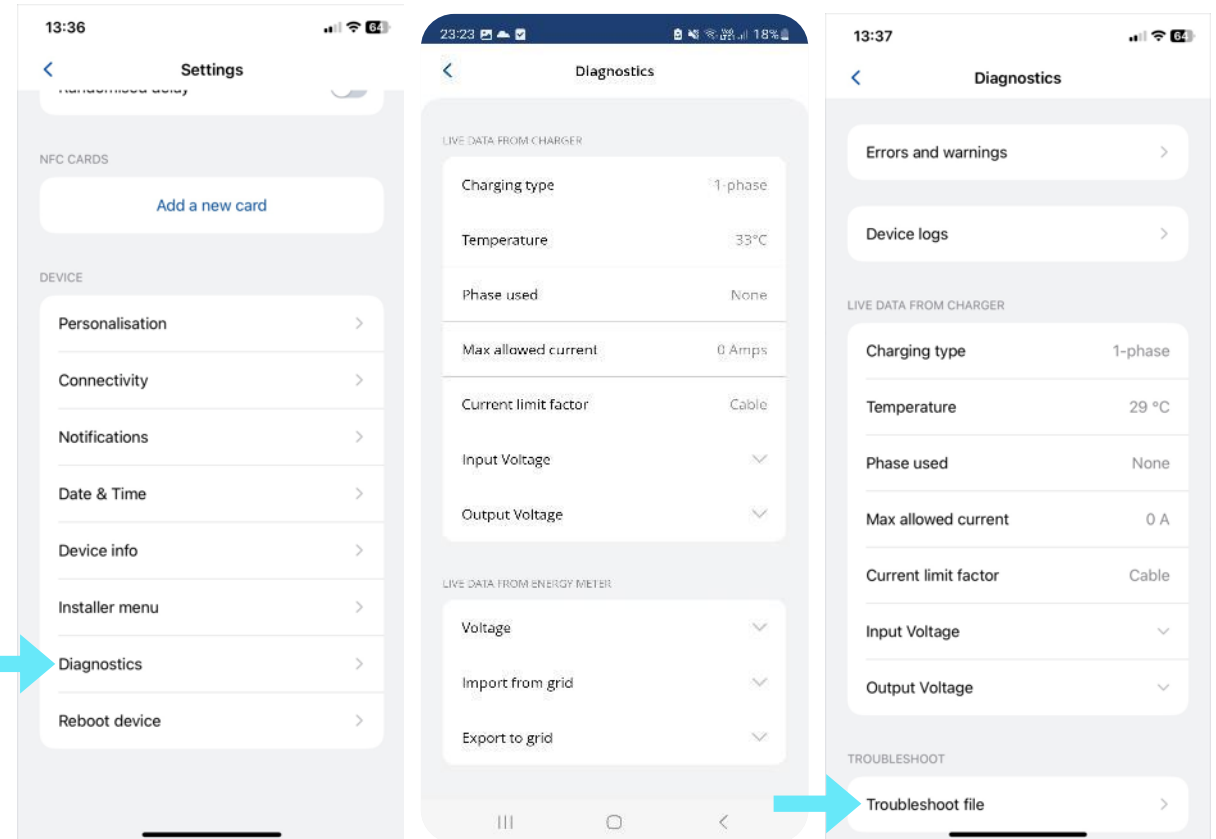 13:36
64
Settings
Randomised delay
NFC CARDS
Add a new card
DEVICE
Personalisation
Connectivity
Notifications
Date & Time
Device info
Installer menu
Diagnostics
Reboot device
23:23
18%
Diagnostics
LIVE DATA FROM CHARGER
Charging type 1-phase
Temperature 33°C
Phase used None
Max allowed current 0 Amps
Current limit factor Cable
Input Voltage
Output Voltage
LIVE DATA FROM ENERGY METER
Voltage
Import from grid
Export to grid
13:37
64
Diagnostics
Errors and warnings
Device logs
LIVE DATA FROM CHARGER
Charging type 1-phase
Temperature 29 °C
Phase used None
Max allowed current 0 A
Current limit factor Cable
Input Voltage
Output Voltage
TROUBLESHOOT
Troubleshoot file